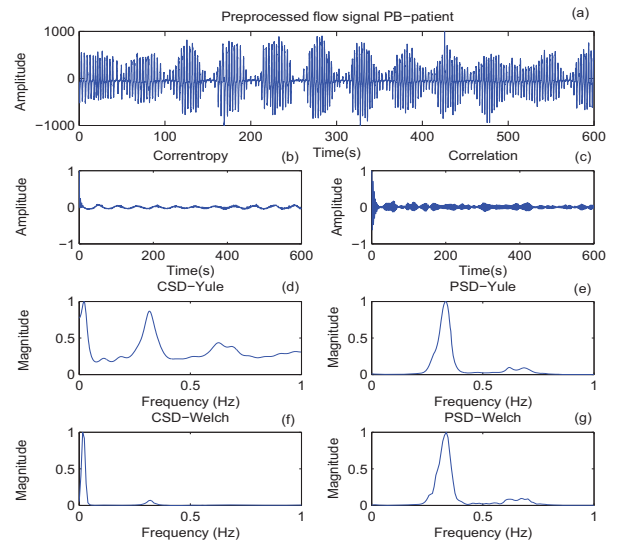 Preprocessed flow signal PB−patient (a)
1000
0
−1000
Amplitude
0 100 200 300 400 500 600
Time(s)
Correntropy (b)
1
0
−1
Amplitude
0 200 400 600
Time(s)
Correlation (c)
1
0
−1
Amplitude
0 200 400 600
Time(s)
CSD−Yule (d)
1
0.5
0
Magnitude
0 0.5 1
Frequency (Hz)
PSD−Yule (e)
1
0.5
0
Magnitude
0 0.5 1
Frequency (Hz)
CSD−Welch (f)
1
0.5
0
Magnitude
0 0.5 1
Frequency (Hz)
PSD−Welch (g)
1
0.5
0
Magnitude
0 0.5 1
Frequency (Hz)